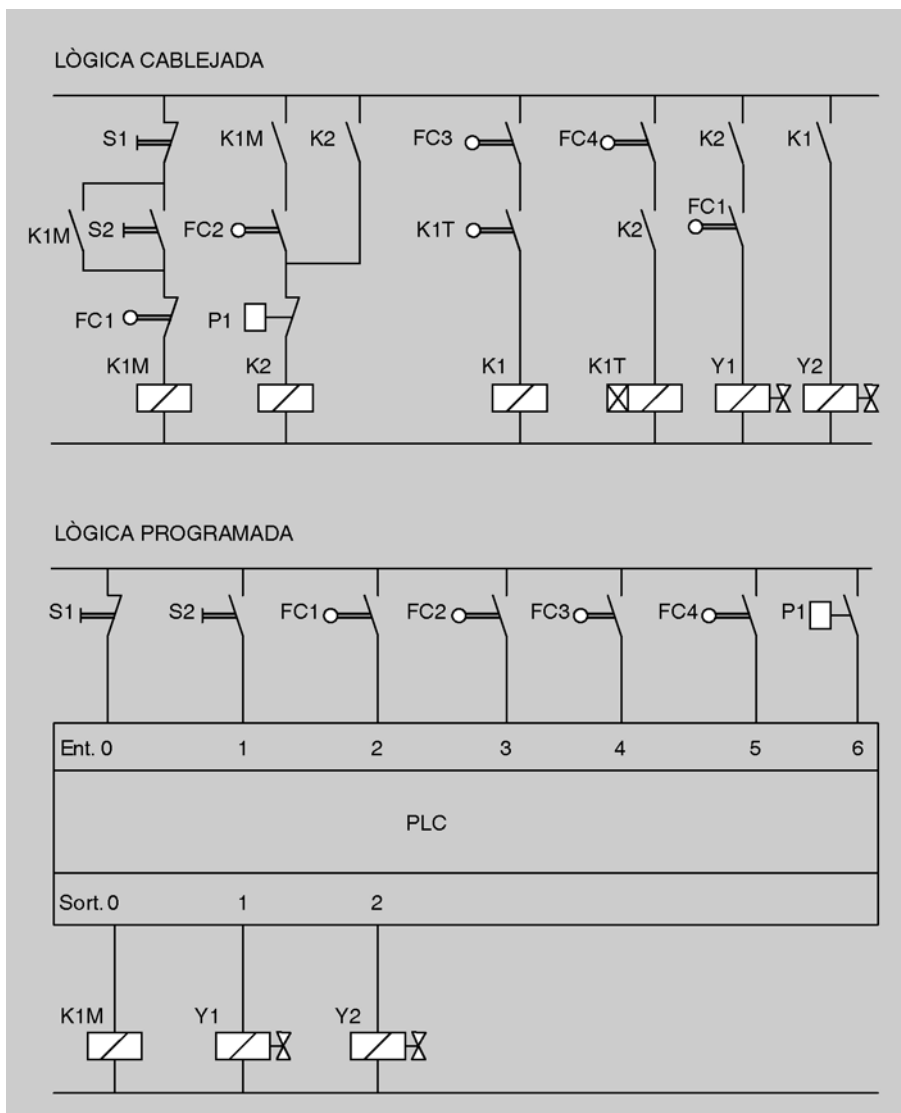 LÒGICA CABLEJADA
S1 K1M K2 FC3 FC4 K2 K1
K1M S2 FC2 K1T K2 FC1
FC1 P1
K1M K2 K1 K1T Y1 Y2
LÒGICA PROGRAMADA
S1 S2 FC1 FC2 FC3 FC4 P1
Ent. 0 1 2 3 4 5 6
PLC
Sort. 0 1 2
K1M Y1 Y2